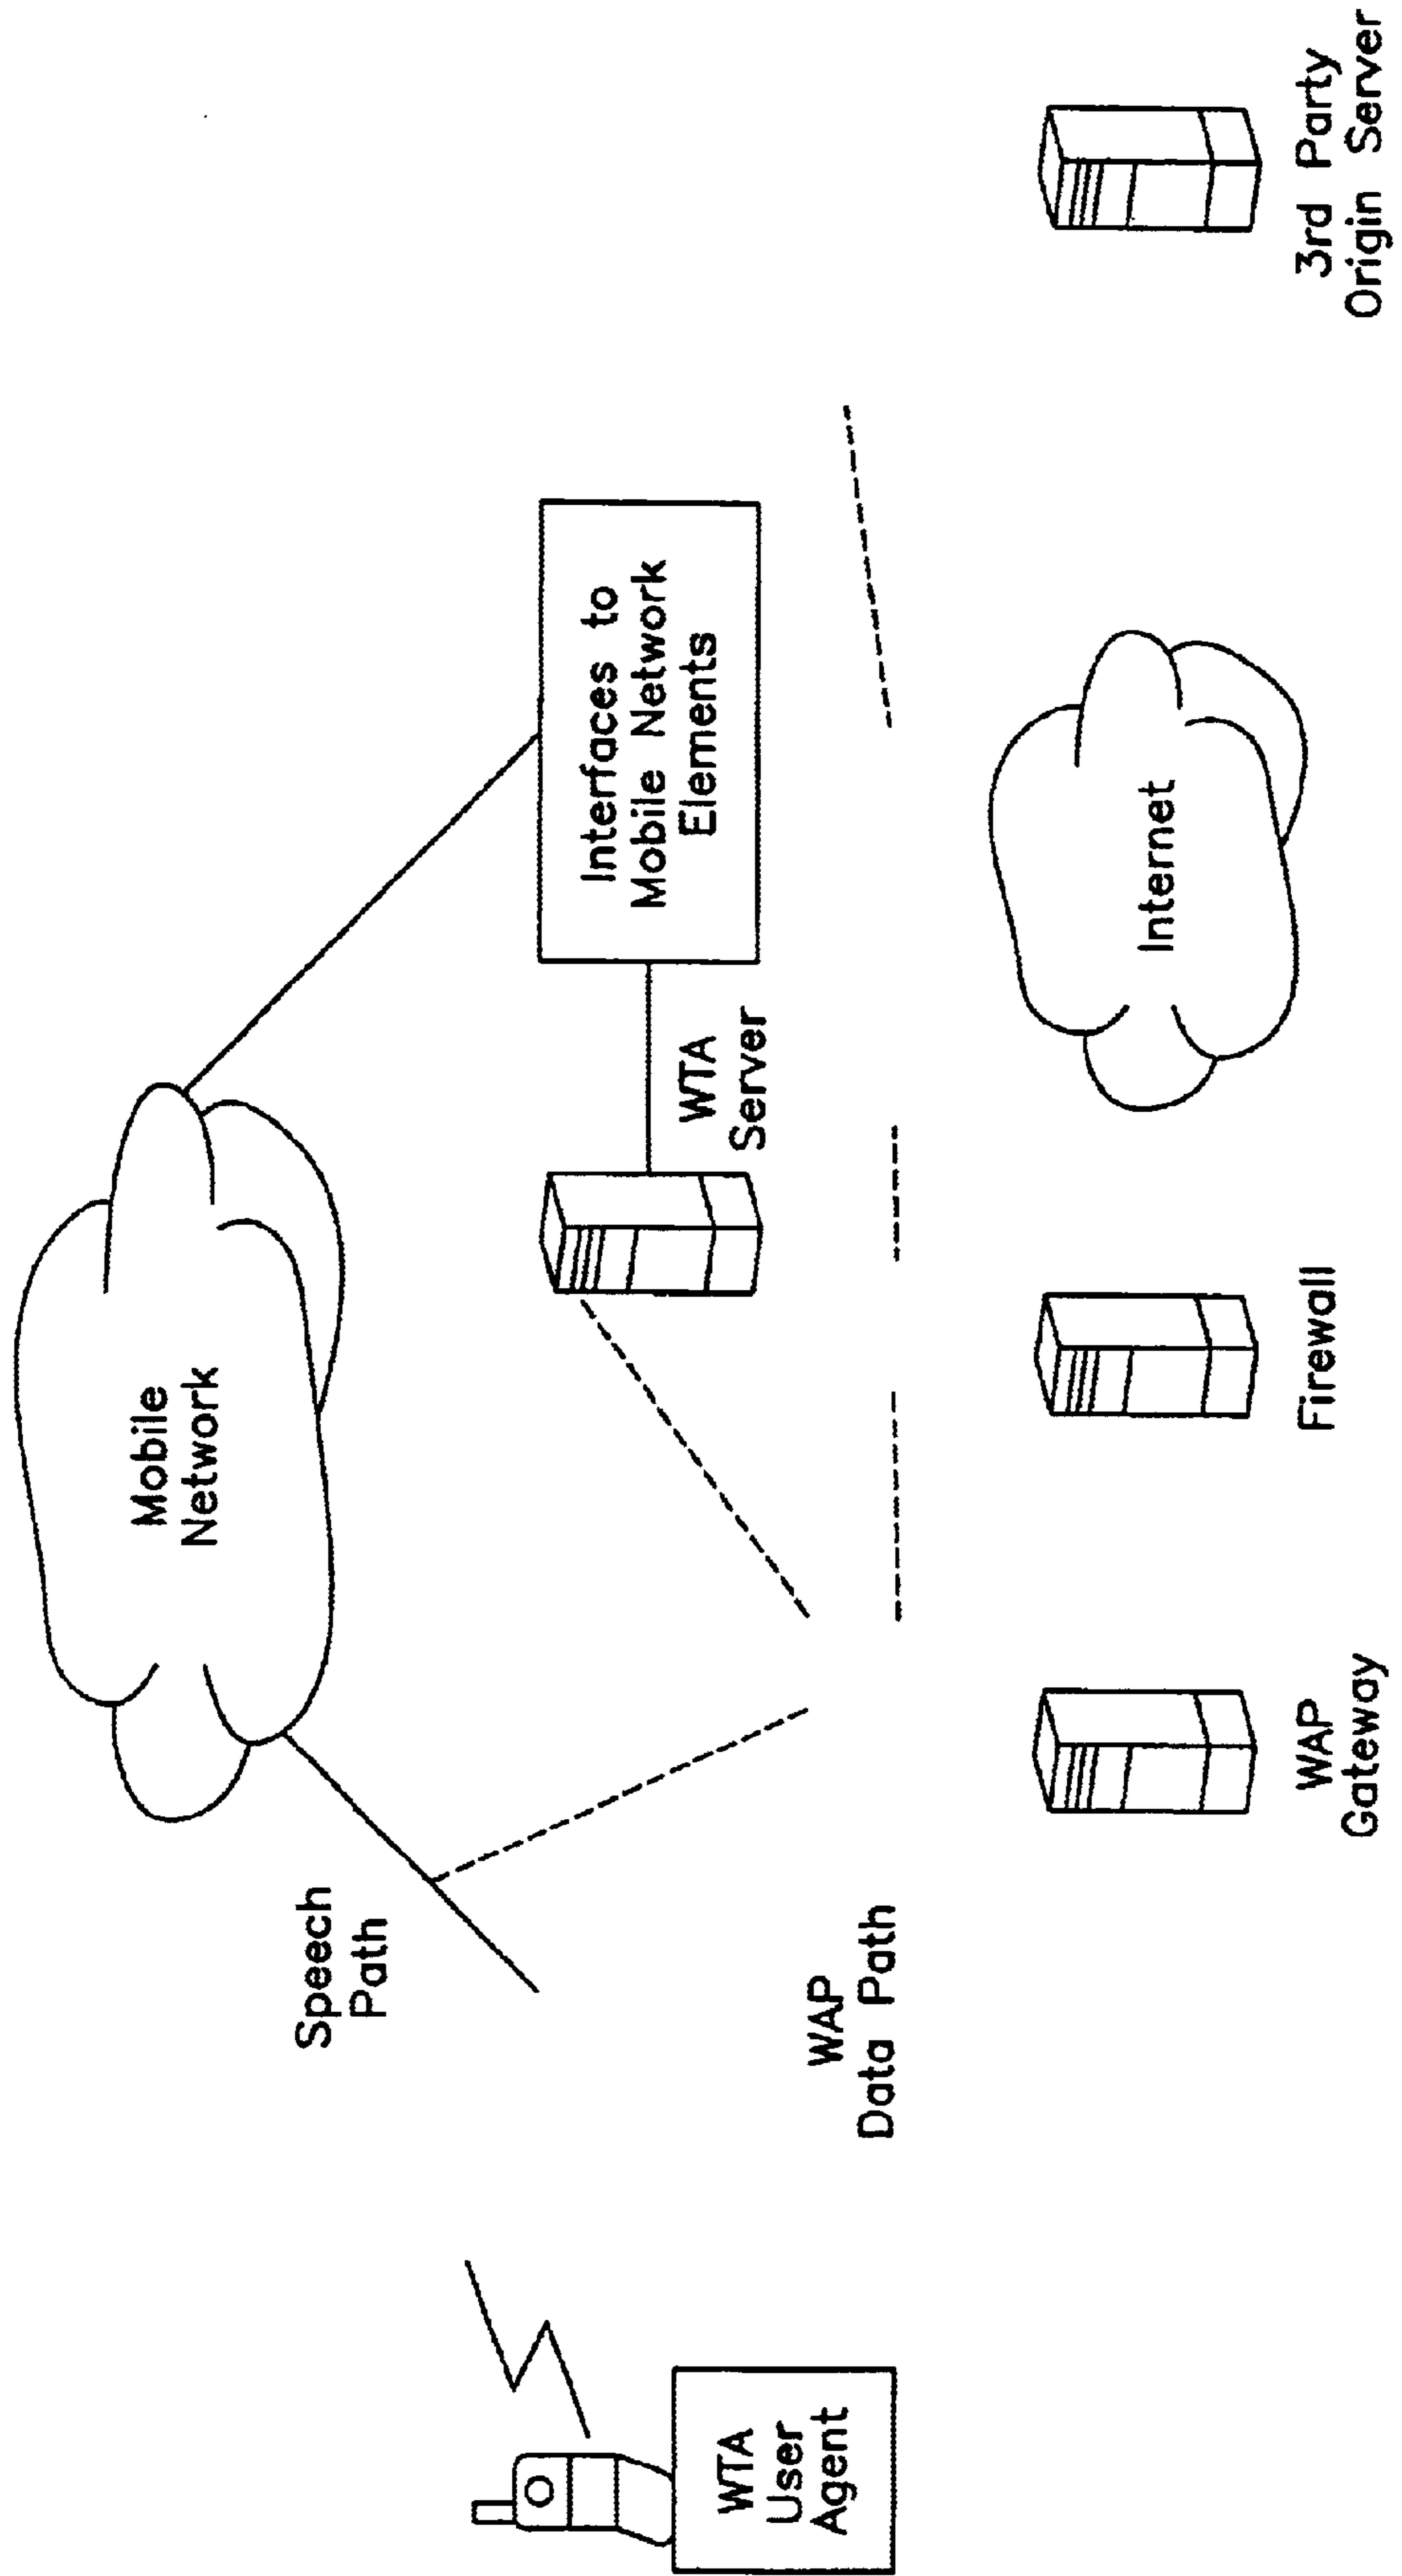 Mobile
Network
Speech
Path
Interfaces to
Mobile Network
Elements
WTA
Server
WTA
User
Agent
WAP
Data Path
Internet
WAP
Gateway
Firewall
3rd Party
Origin Server